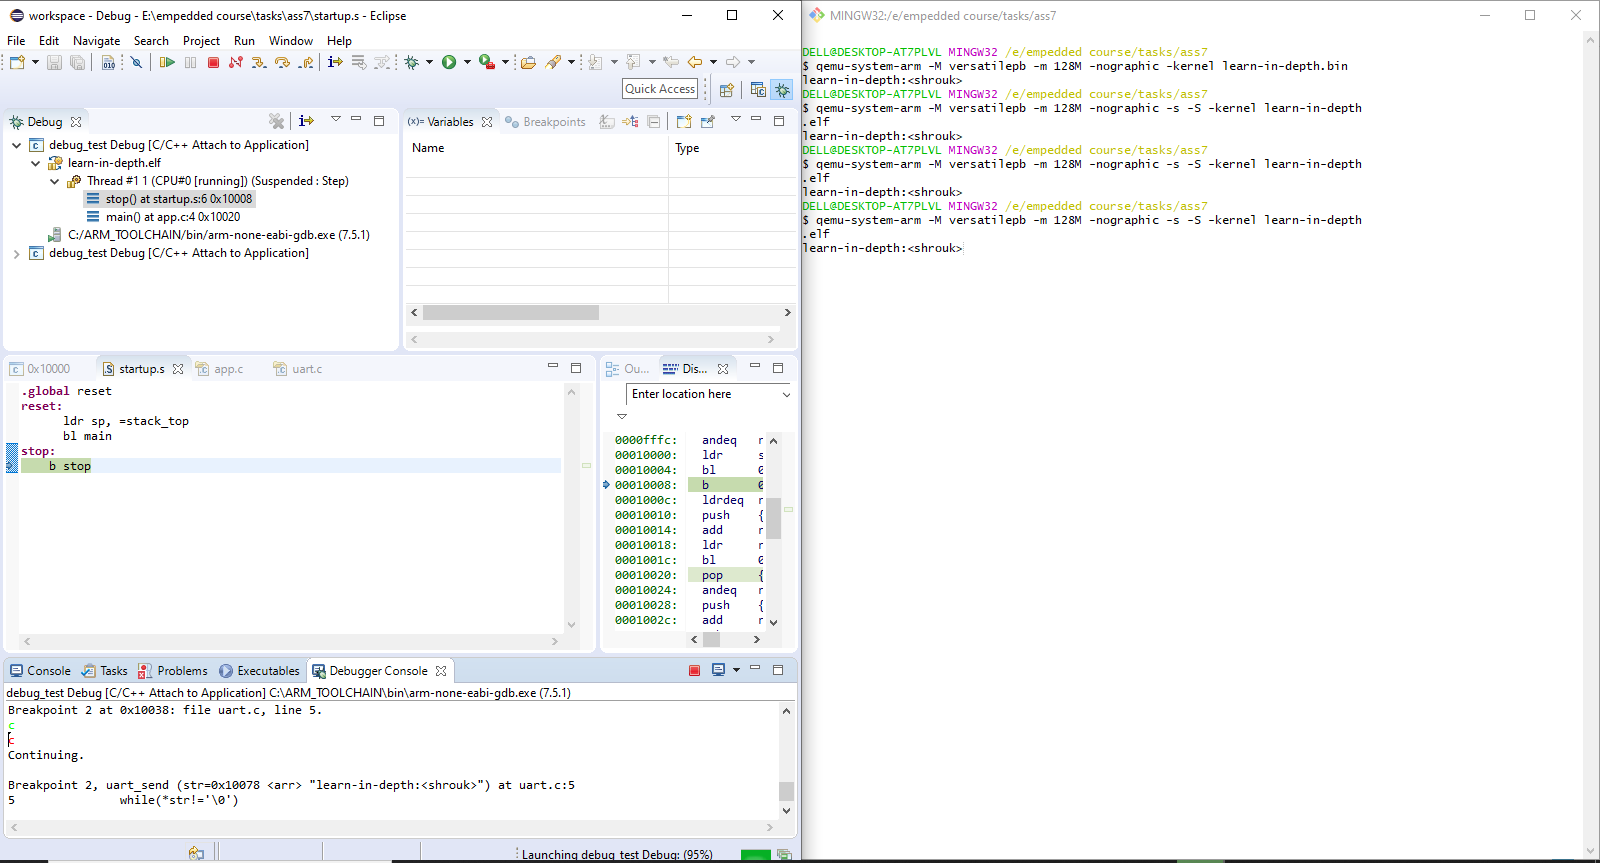 workspace - Debug - E:\empedded course\tasks\ass7\startup.s - Eclipse
File Edit Navigate Search Project Run Window Help
Quick Access
Debug
debug_test Debug [C/C++ Attach to Application]
learn-in-depth.elf
Thread #1 1 (CPU#0 [running]) (Suspended : Step)
stop() at startup.s:6 0x10008
main() at app.c:4 0x10020
C:/ARM_TOOLCHAIN/bin/arm-none-eabi-gdb.exe (7.5.1)
debug_test Debug [C/C++ Attach to Application]
(x)= Variables Breakpoints
Name Type
0x10000 startup.s app.c uart.c
.global reset
reset:
ldr sp, =stack_top
bl main
stop:
b stop
Ou... Dis...
Enter location here
0000fffc: andeq r
00010000: ldr s
00010004: bl 0
00010008: b 0
0001000c: ldrdeq r
00010010: push {
00010014: add r
00010018: ldr r
0001001c: bl 0
00010020: pop {
00010024: andeq r
00010028: push {
0001002c: add r
Console Tasks Problems Executables Debugger Console
debug_test Debug [C/C++ Attach to Application] C:\ARM_TOOLCHAIN\bin\arm-none-eabi-gdb.exe (7.5.1)
Breakpoint 2 at 0x10038: file uart.c, line 5.
c
c
Continuing.
Breakpoint 2, uart_send (str=0x10078 <arr> "learn-in-depth:<shrouk>") at uart.c:5
5 while(*str!='\0')
Launching debug_test Debug: (95%)
MINGW32:/e/empedded course/tasks/ass7
DELL@DESKTOP-AT7PLVL MINGW32 /e/empedded course/tasks/ass7
$ qemu-system-arm -M versatilepb -m 128M -nographic -kernel learn-in-depth.bin
learn-in-depth:<shrouk>
DELL@DESKTOP-AT7PLVL MINGW32 /e/empedded course/tasks/ass7
$ qemu-system-arm -M versatilepb -m 128M -nographic -s -S -kernel learn-in-depth
.elf
learn-in-depth:<shrouk>
DELL@DESKTOP-AT7PLVL MINGW32 /e/empedded course/tasks/ass7
$ qemu-system-arm -M versatilepb -m 128M -nographic -s -S -kernel learn-in-depth
.elf
learn-in-depth:<shrouk>
DELL@DESKTOP-AT7PLVL MINGW32 /e/empedded course/tasks/ass7
$ qemu-system-arm -M versatilepb -m 128M -nographic -s -S -kernel learn-in-depth
.elf
learn-in-depth:<shrouk>